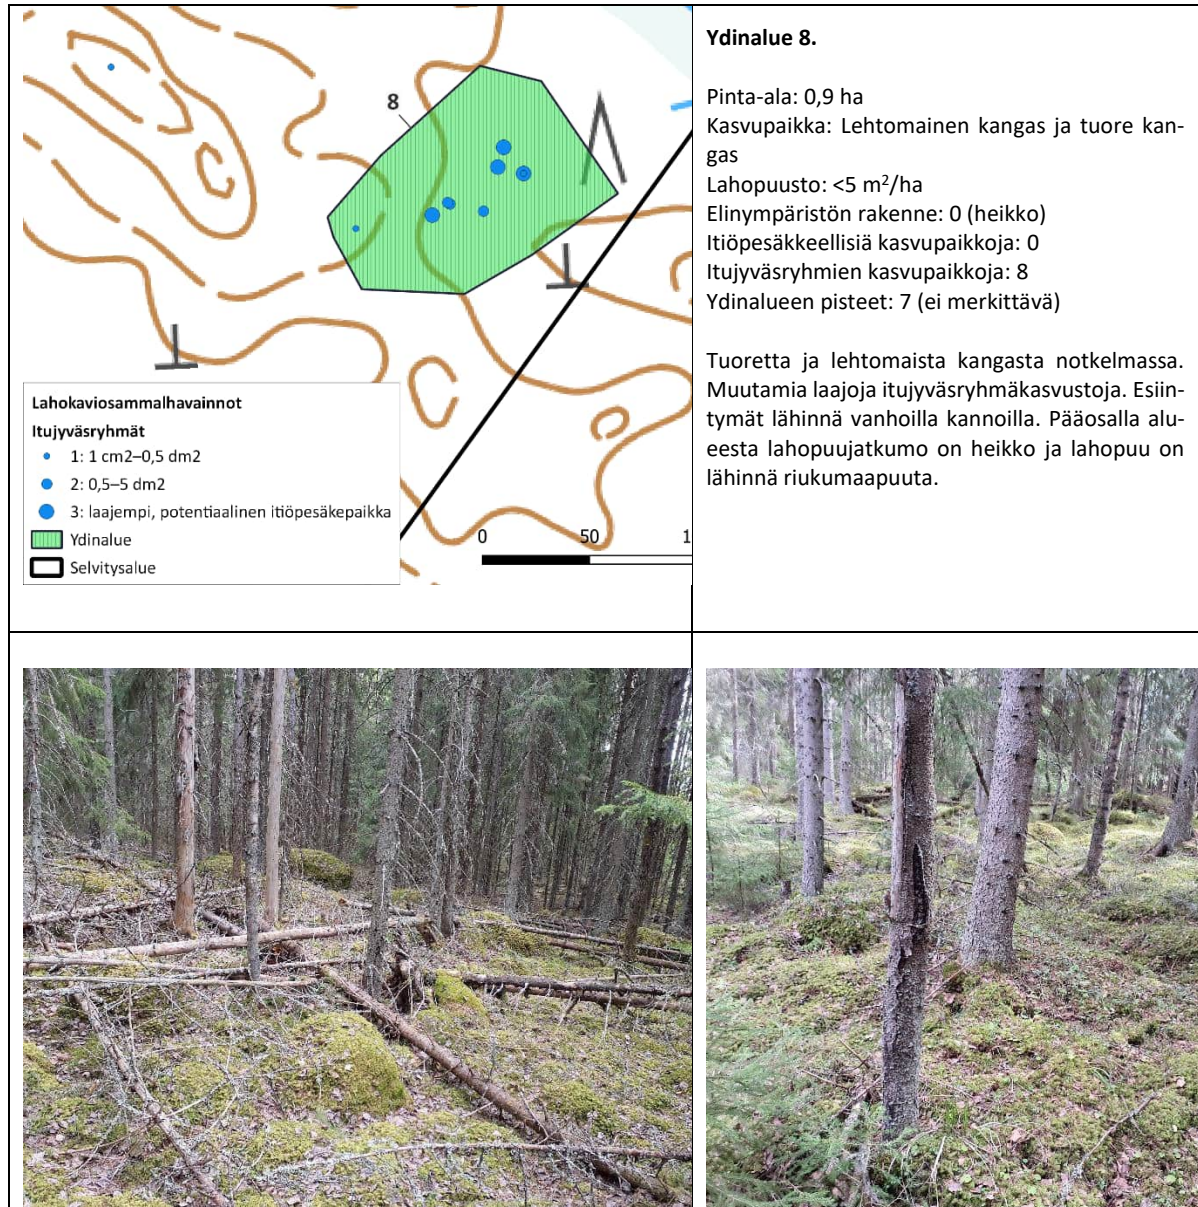 8
Lahokaviosammalhavainnot
Itujyväsryhmät
1: 1 cm2–0,5 dm2
2: 0,5–5 dm2
3: laajempi, potentiaalinen itiöpesäkepaikka
Ydinalue
Selvitysalue
0 50 1
Ydinalue 8.
Pinta-ala: 0,9 ha
Kasvupaikka: Lehtomainen kangas ja tuore kan-
gas
Lahopuusto: <5 m²/ha
Elinympäristön rakenne: 0 (heikko)
Itiöpesäkkeellisiä kasvupaikkoja: 0
Itujyväsryhmien kasvupaikkoja: 8
Ydinalueen pisteet: 7 (ei merkittävä)
Tuoretta ja lehtomaista kangasta notkelmassa.
Muutamia laajoja itujyväsryhmäkasvustoja. Esiin-
tymät lähinnä vanhoilla kannoilla. Pääosalla alu-
eesta lahopuujatkumo on heikko ja lahopuu on
lähinnä riukumaapuuta.